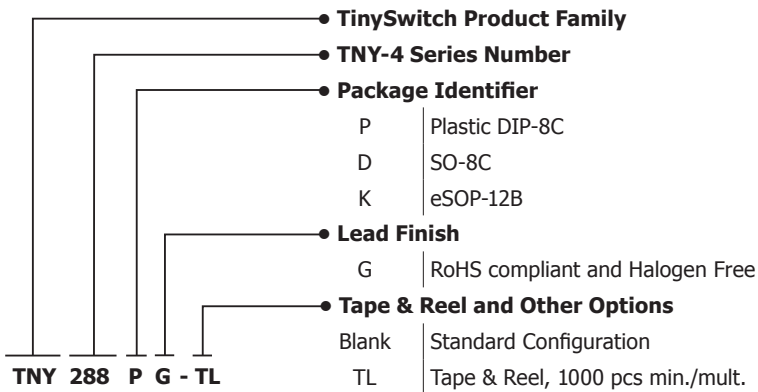 TinySwitch Product Family
TNY-4 Series Number
Package Identifier
P Plastic DIP-8C
D SO-8C
K eSOP-12B
Lead Finish
G RoHS compliant and Halogen Free
Tape & Reel and Other Options
Blank Standard Configuration
TL Tape & Reel, 1000 pcs min./mult.
TNY 288 P G - TL